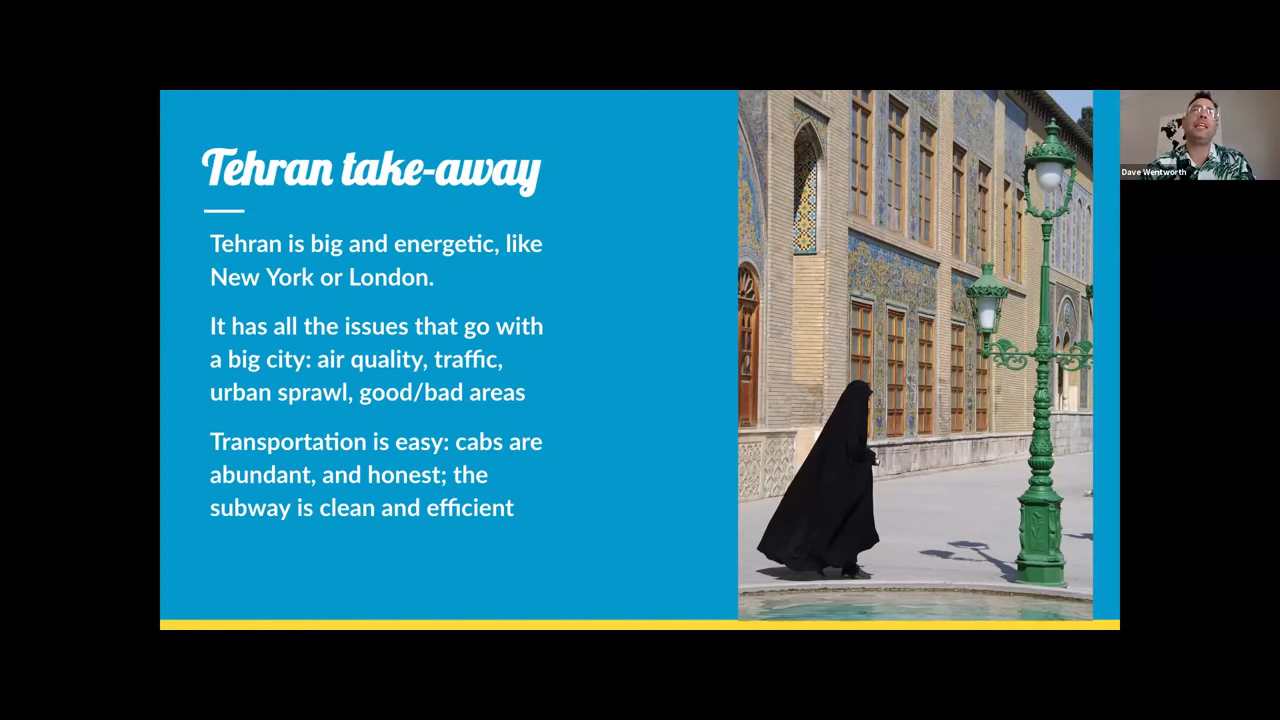 Tehran take-away
Tehran is big and energetic, like
New York or London.
It has all the issues that go with
a big city: air quality, traffic,
urban sprawl, good/bad areas
Transportation is easy: cabs are
abundant, and honest; the
subway is clean and efficient
Dave Wentworth